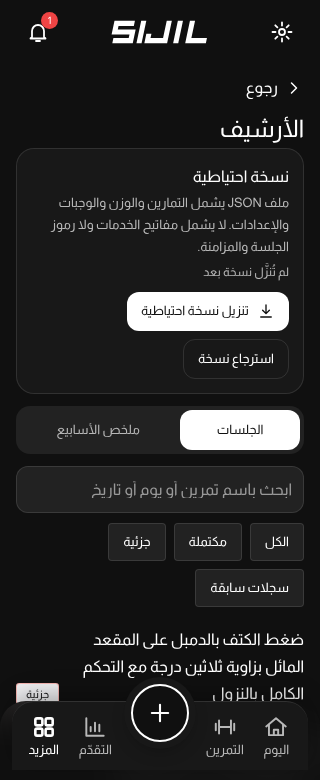 1
SIJIL
رجوع
الأرشيف
نسخة احتياطية
ملف JSON يشمل التمارين والوزن والوجبات
والإعدادات. لا يشمل مفاتيح الخدمات ولا رموز
الجلسة والمزامنة.
لم تُنزَّل نسخة بعد
تنزيل نسخة احتياطية
استرجاع نسخة
الجلسات
ملخص الأسابيع
ابحث باسم تمرين أو يوم أو تاريخ
الكل
مكتملة
جزئية
سجلات سابقة
ضغط الكتف بالدمبل على المقعد
المائل بزاوية ثلاثين درجة مع التحكم
الكامل بالنزول
جزئية
اليوم
التمرين
التقدّم
المزيد